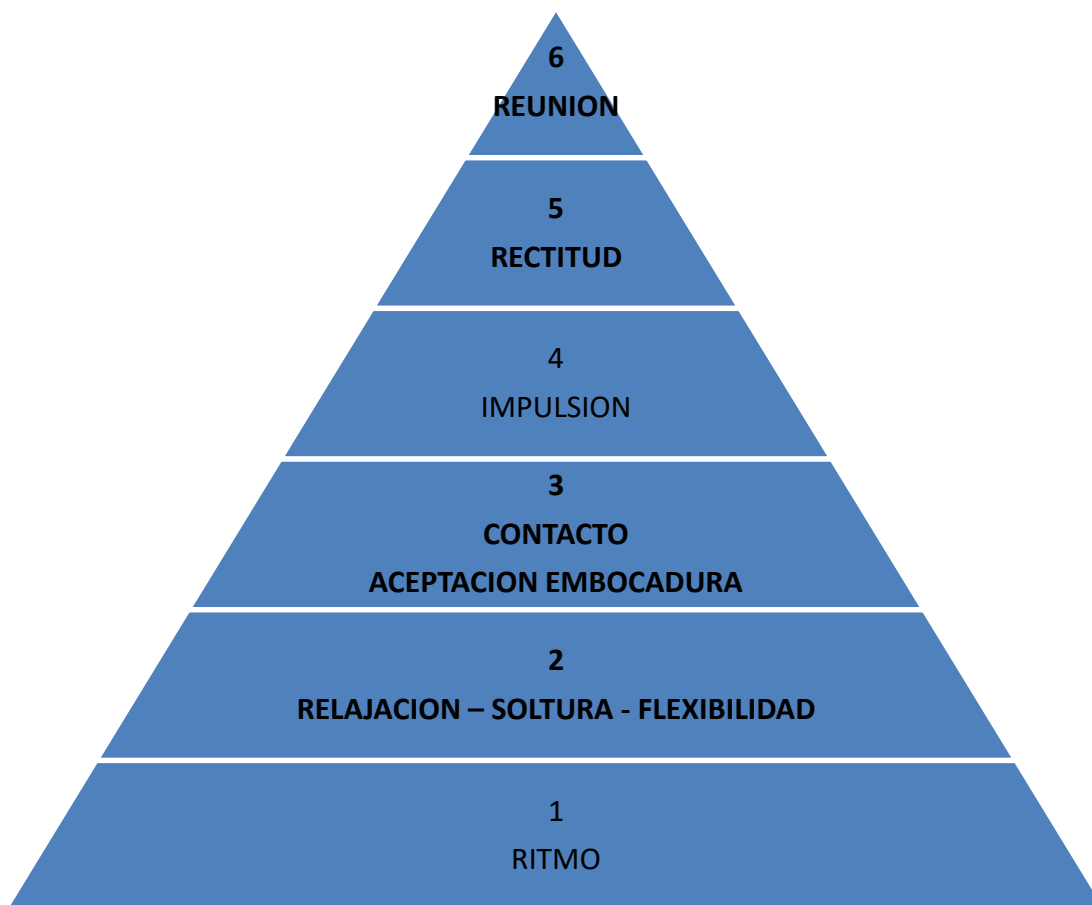 6
REUNION
5
RECTITUD
4
IMPULSION
3
CONTACTO
ACEPTACION EMBOCADURA
2
RELAJACION – SOLTURA - FLEXIBILIDAD
1
RITMO